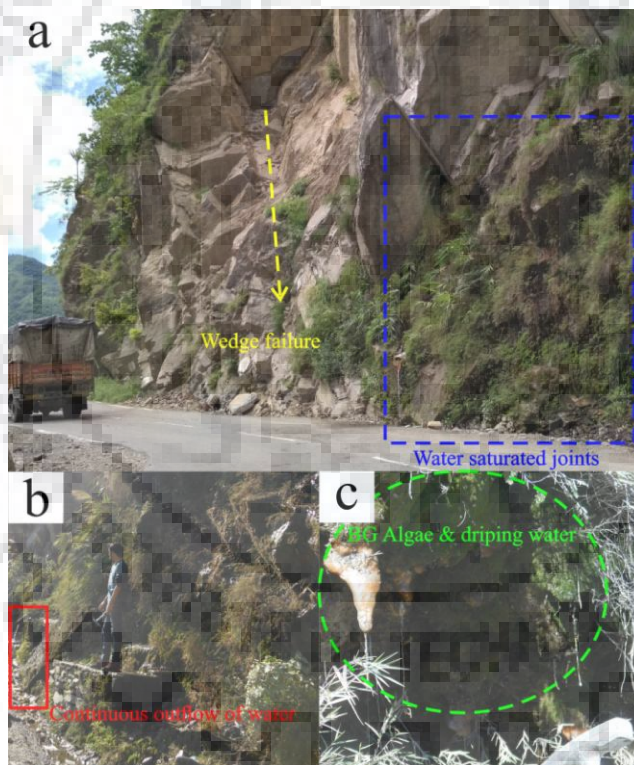 a
Wedge failure
Water saturated joints
b
Continuous outflow of water
c
BG Algae & driping water